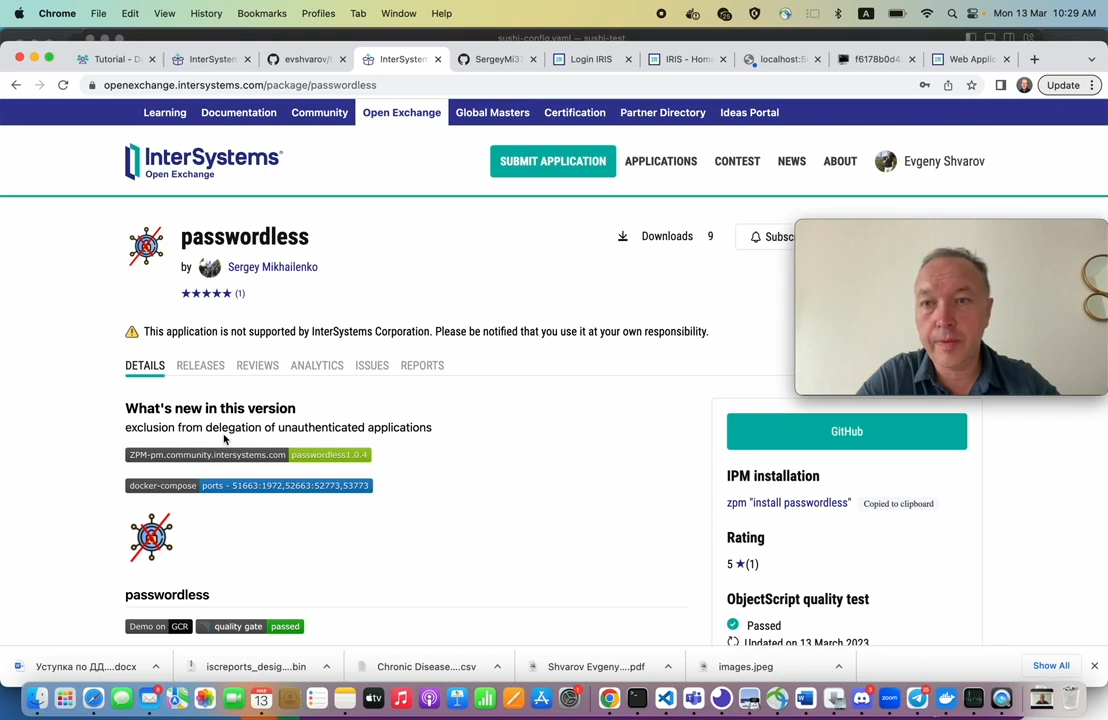 Chrome File Edit View History Bookmarks Profiles Tab Window Help A Mon 13 Mar 10:29 AM
sushi-config.yaml — sushi-test
Tutorial - D InterSystem evshvarov/ InterSystem SergeyMi37 Login IRIS IRIS - Hom localhost:5 f6178b0d4 Web Applic
openexchange.intersystems.com/package/passwordless Update
Learning Documentation Community Open Exchange Global Masters Certification Partner Directory Ideas Portal
InterSystems
Open Exchange
SUBMIT APPLICATION APPLICATIONS CONTEST NEWS ABOUT Evgeny Shvarov
passwordless
Downloads 9 Subsc
by Sergey Mikhailenko
★★★★★ (1)
This application is not supported by InterSystems Corporation. Please be notified that you use it at your own responsibility.
DETAILS RELEASES REVIEWS ANALYTICS ISSUES REPORTS
What's new in this version
exclusion from delegation of unauthenticated applications
ZPM-pm.community.intersystems.com passwordless1.0.4
docker-compose ports - 51663:1972,52663:52773,53773
passwordless
Demo on GCR quality gate passed
GitHub
IPM installation
zpm "install passwordless" Copied to clipboard
Rating
5 ★(1)
ObjectScript quality test
Passed
Updated on 13 March 2023
Уступка по ДД....docx iscreports_desig....bin Chronic Disease....csv Shvarov Evgeny....pdf images.jpeg Show All